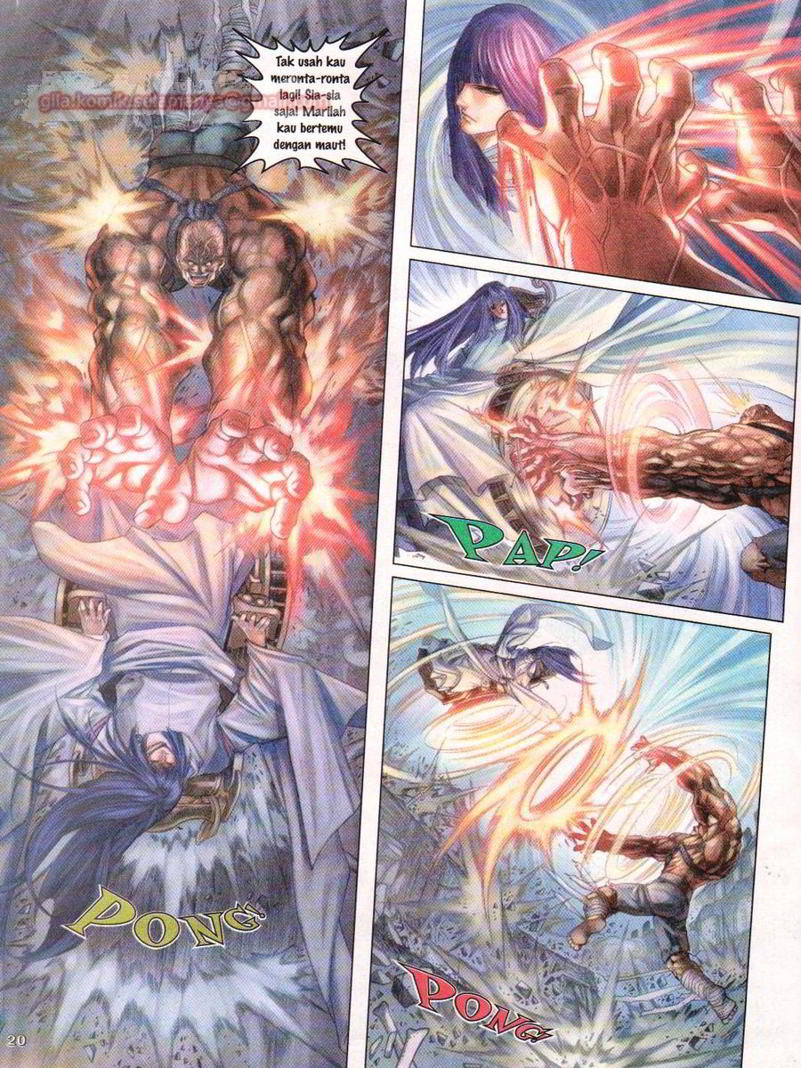 Tak usah kau
meronta-ronta
lagi! Sia-sia
saja! Marilah
kau bertemu
dengan maut!
PAP!
PONG!
PONG!
20